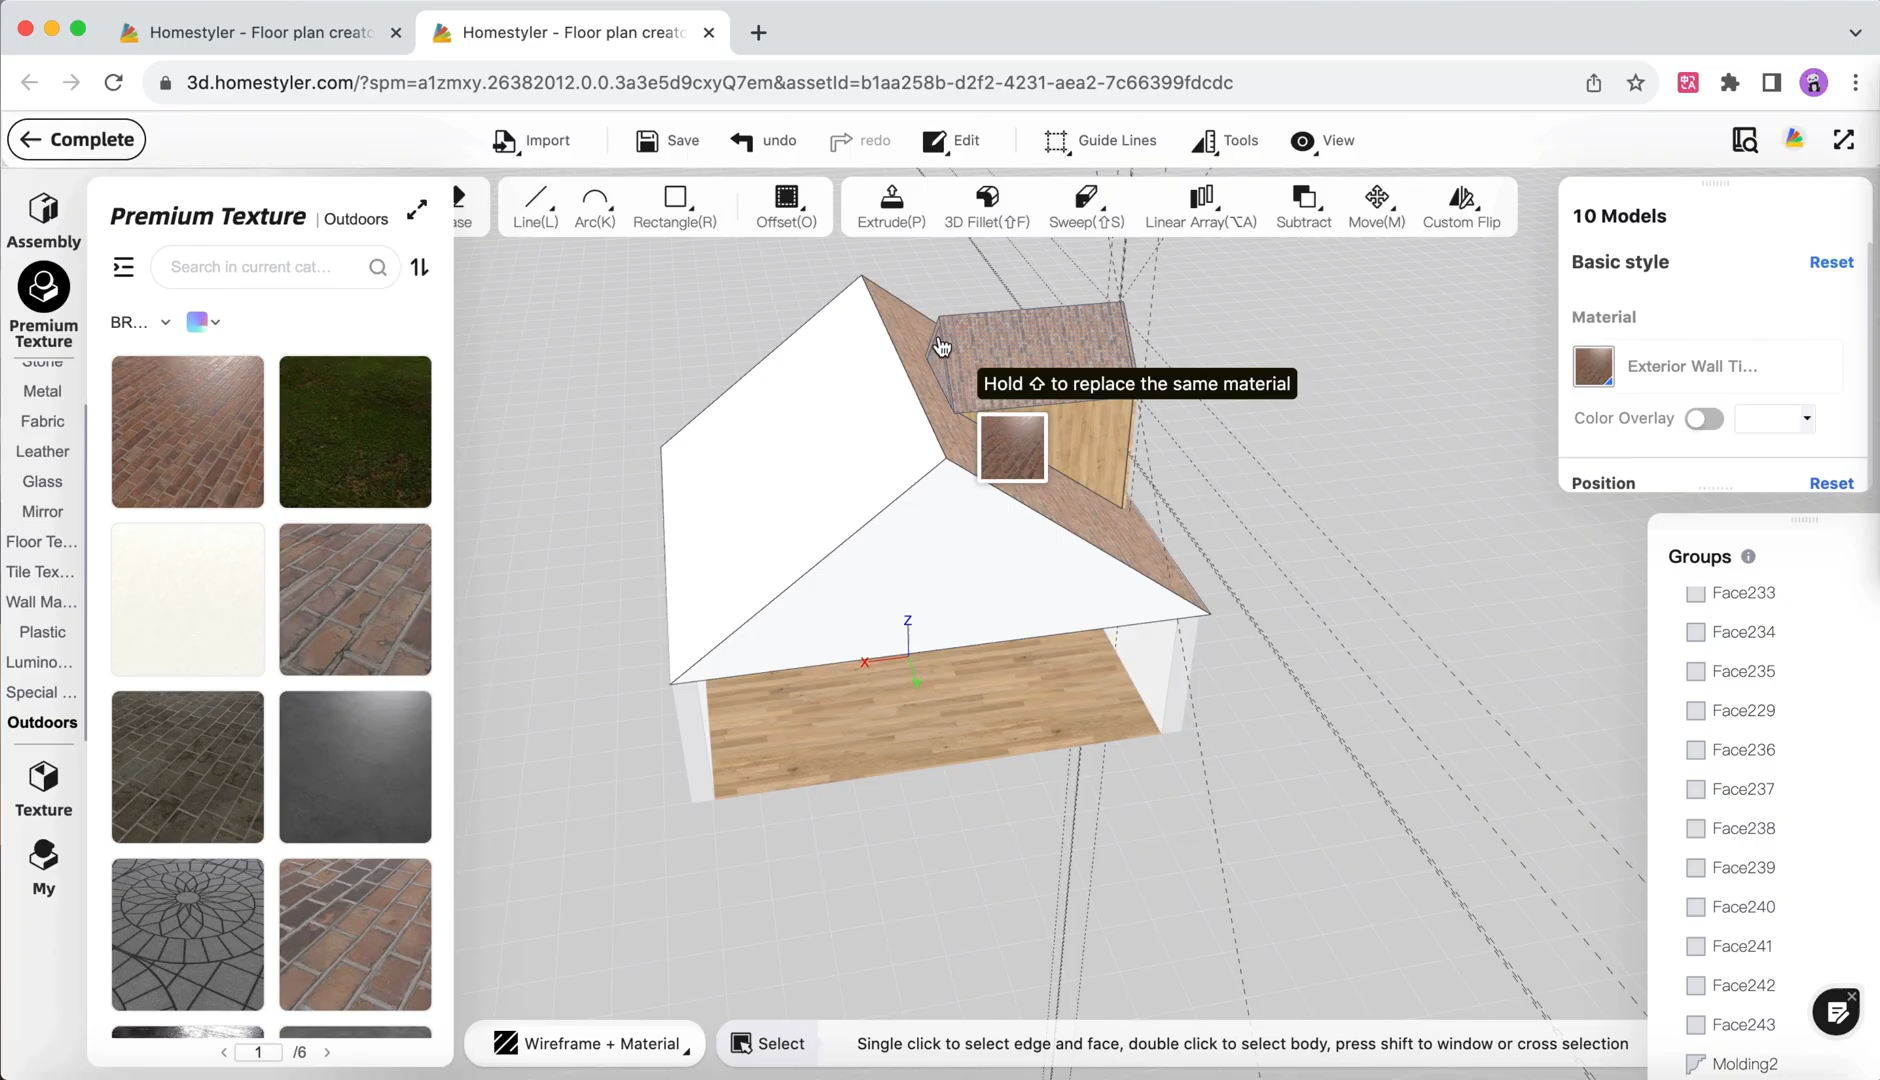 Homestyler - Floor plan creato
Homestyler - Floor plan creato
3d.homestyler.com/?spm=a1zmxy.26382012.0.0.3a3e5d9cxyQ7em&assetId=b1aa258b-d2f2-4231-aea2-7c66399fdcdc
Complete
Import
Save
undo
redo
Edit
Guide Lines
Tools
View
Assembly
Premium Texture
Stone
Metal
Fabric
Leather
Glass
Mirror
Floor Te...
Tile Tex...
Wall Ma...
Plastic
Lumino...
Special ...
Outdoors
Texture
My
Premium Texture | Outdoors
Search in current cat...
BR...
1 /6
ase
Line(L)
Arc(K)
Rectangle(R)
Offset(O)
Extrude(P)
3D Fillet(⇧F)
Sweep(⇧S)
Linear Array(⌥A)
Subtract
Move(M)
Custom Flip
Hold ⇧ to replace the same material
Z
X
10 Models
Basic style
Reset
Material
Exterior Wall Ti...
Color Overlay
Position
Reset
Groups
Face233
Face234
Face235
Face229
Face236
Face237
Face238
Face239
Face240
Face241
Face242
Face243
Molding2
Wireframe + Material
Select
Single click to select edge and face, double click to select body, press shift to window or cross selection